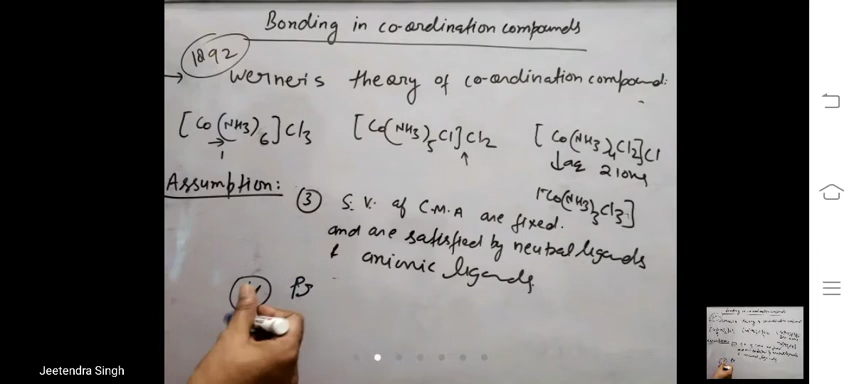 Bonding in co-ordination compounds
1892
→ Werner's theory of co-ordination compound:
[Co(NH3)6]Cl3 [Co(NH3)5Cl]Cl2 [Co(NH3)4Cl2]Cl
→ 1 ↑ ↓aq 2 ions
[Co(NH3)3Cl3]
Assumption: ③ S.V. of C.M.A are fixed.
and are satisfied by neutral ligands
& anionic ligands
Jeetendra Singh